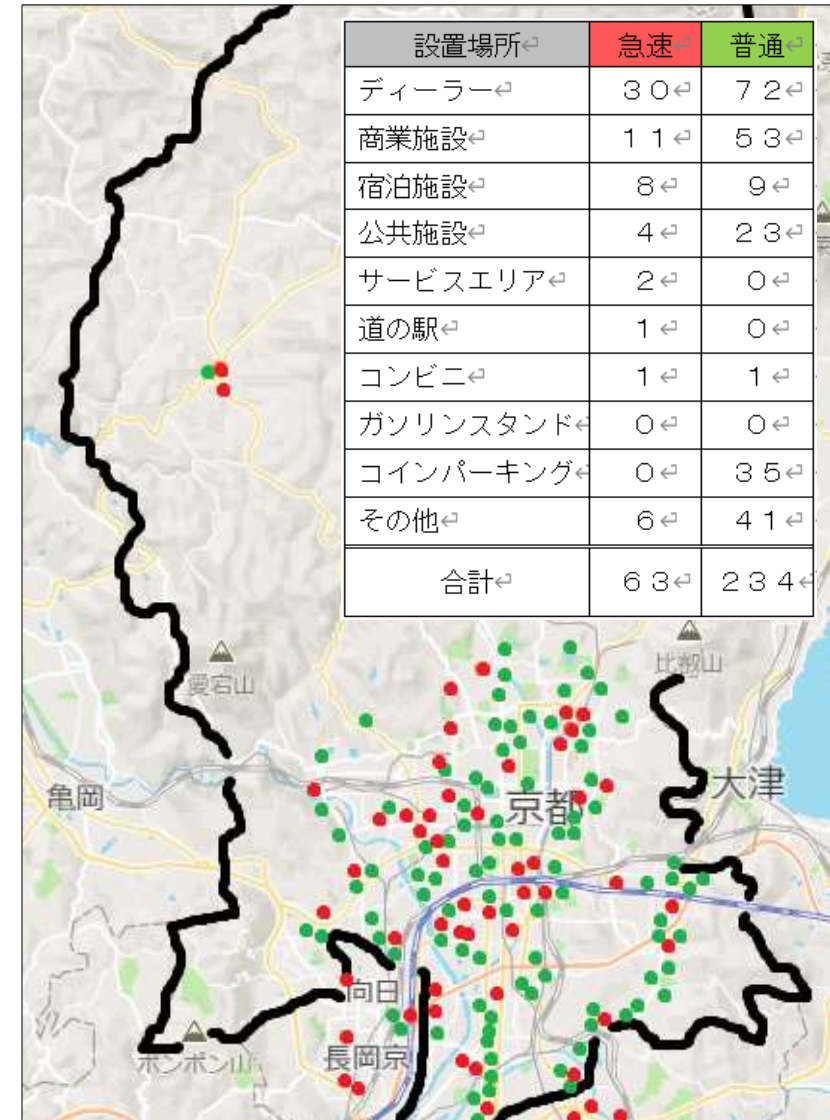 設置場所 急速 普通
ディーラー 30 72
商業施設 11 53
宿泊施設 8 9
公共施設 4 23
サービスエリア 2 0
道の駅 1 0
コンビニ 1 1
ガソリンスタンド 0 0
コインパーキング 0 35
その他 6 41
合計 63 234
比叡山
愛宕山
亀岡
京都
大津
向日
ポンポン山
長岡京